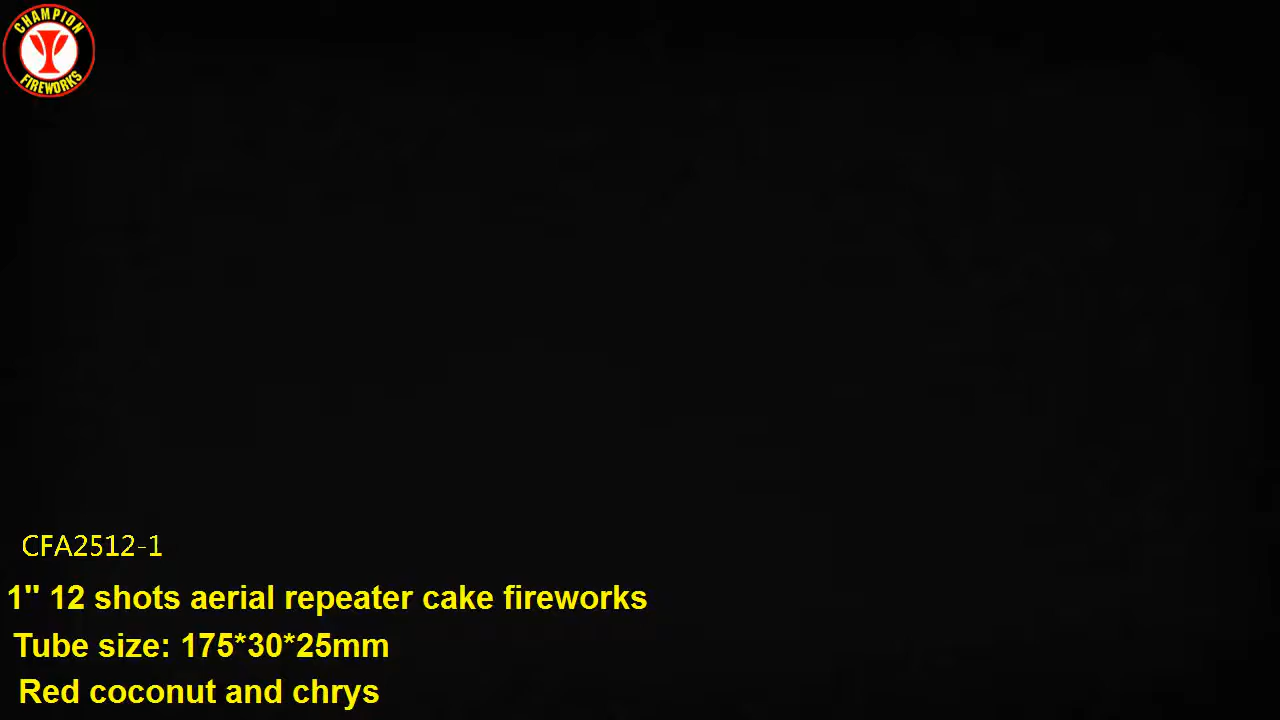 CHAMPION
FIREWORKS
CFA2512-1
1" 12 shots aerial repeater cake fireworks
Tube size: 175*30*25mm
Red coconut and chrys